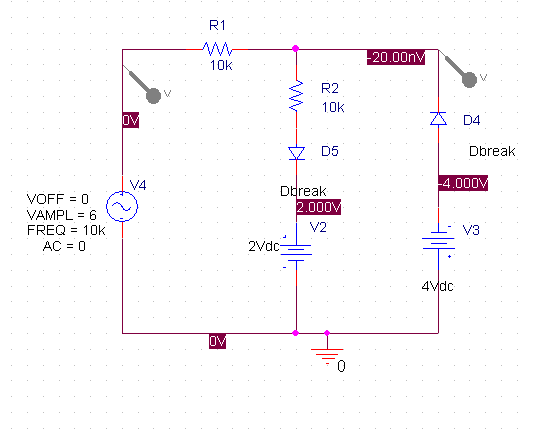 R1
10k
-20.00nV
V
V
R2
10k
0V
D4
D5
Dbreak
-4.000V
V4
Dbreak
2.000V
VOFF = 0
VAMPL = 6
FREQ = 10k
AC = 0
V2
V3
2Vdc
4Vdc
0V
0